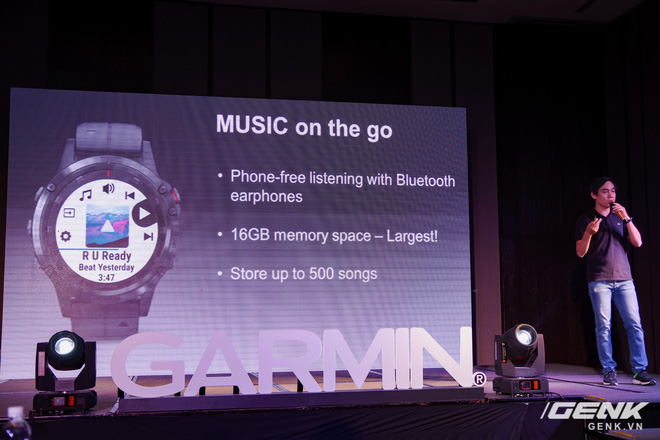 MUSIC on the go
• Phone-free listening with Bluetooth
earphones
• 16GB memory space – Largest!
• Store up to 500 songs
R U Ready
Beat Yesterday
3:47
GARMIN®
GENK
GENK.VN